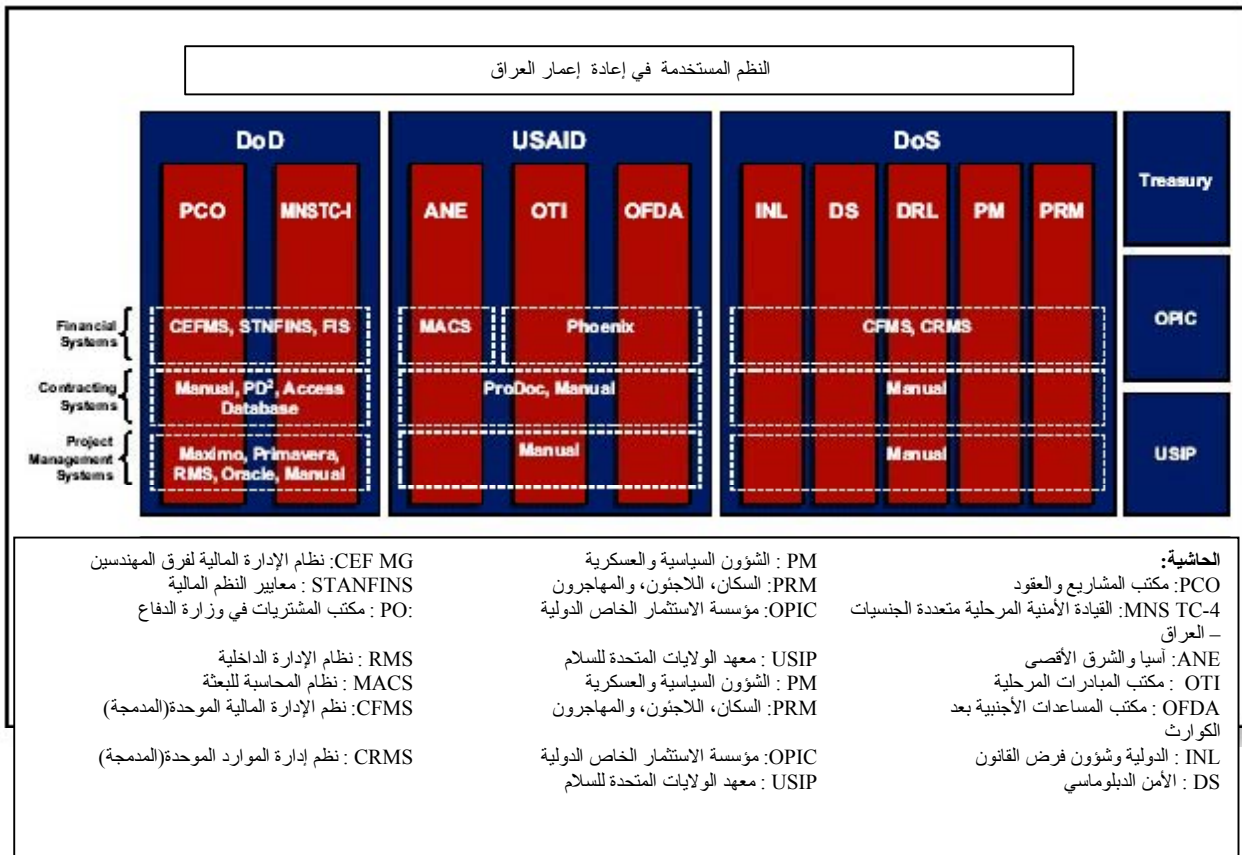 النظم المستخدمة في إعادة إعمار العراق
DoD
USAID
DoS
Treasury
OPIC
USIP
PCO
MNSTC-I
ANE
OTI
OFDA
INL
DS
DRL
PM
PRM
Financial
Systems
CEFMS, STNFINS, FIS
MACS
Phoenix
CFMS, CRMS
Contracting
Systems
Manual, PD², Access
Database
ProDoc, Manual
Manual
Project
Management
Systems
Maximo, Primavera,
RMS, Oracle, Manual
Manual
Manual
الحاشية:
PCO: مكتب المشاريع والعقود
MNS TC-4: القيادة الأمنية المرحلية متعددة الجنسيات
– العراق
ANE: آسيا والشرق الأقصى
OTI : مكتب المبادرات المرحلية
OFDA : مكتب المساعدات الأجنبية بعد
الكوارث
INL : الدولية وشؤون فرض القانون
DS : الأمن الدبلوماسي
PM : الشؤون السياسية والعسكرية
PRM: السكان، اللاجئون، والمهاجرون
OPIC: مؤسسة الاستثمار الخاص الدولية
USIP : معهد الولايات المتحدة للسلام
PM : الشؤون السياسية والعسكرية
PRM: السكان، اللاجئون، والمهاجرون
OPIC: مؤسسة الاستثمار الخاص الدولية
USIP : معهد الولايات المتحدة للسلام
CEF MG: نظام الإدارة المالية لفرق المهندسين
STANFINS : معايير النظم المالية
PO : مكتب المشتريات في وزارة الدفاع:
RMS : نظام الإدارة الداخلية
MACS : نظام المحاسبة للبعثة
CFMS: نظم الإدارة المالية الموحدة(المدمجة)
CRMS : نظم إدارة الموارد الموحدة(المدمجة)